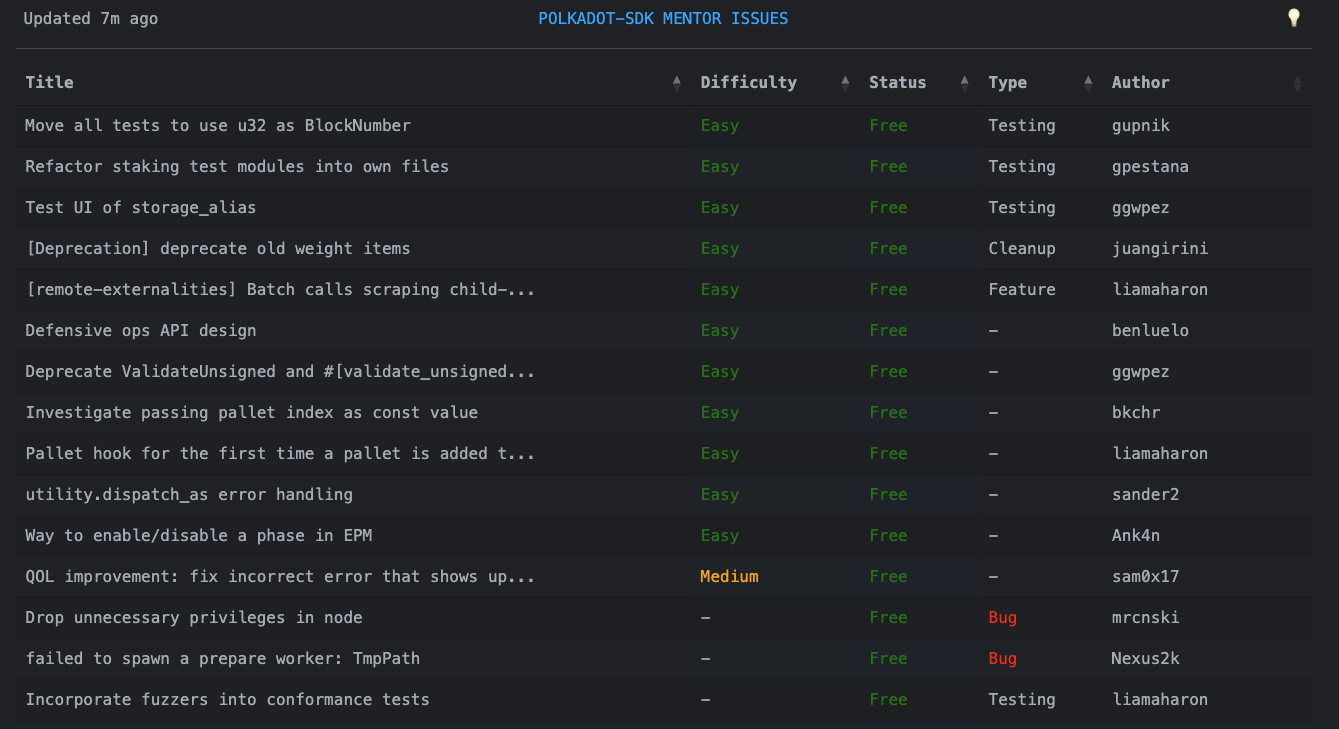 Updated 7m ago POLKADOT-SDK MENTOR ISSUES
Title Difficulty Status Type Author
Move all tests to use u32 as BlockNumber Easy Free Testing gupnik
Refactor staking test modules into own files Easy Free Testing gpestana
Test UI of storage_alias Easy Free Testing ggwpez
[Deprecation] deprecate old weight items Easy Free Cleanup juangirini
[remote-externalities] Batch calls scraping child-... Easy Free Feature liamaharon
Defensive ops API design Easy Free – benluelo
Deprecate ValidateUnsigned and #[validate_unsigned... Easy Free – ggwpez
Investigate passing pallet index as const value Easy Free – bkchr
Pallet hook for the first time a pallet is added t... Easy Free – liamaharon
utility.dispatch_as error handling Easy Free – sander2
Way to enable/disable a phase in EPM Easy Free – Ank4n
QOL improvement: fix incorrect error that shows up... Medium Free – sam0x17
Drop unnecessary privileges in node – Free Bug mrcnski
failed to spawn a prepare worker: TmpPath – Free Bug Nexus2k
Incorporate fuzzers into conformance tests – Free Testing liamaharon